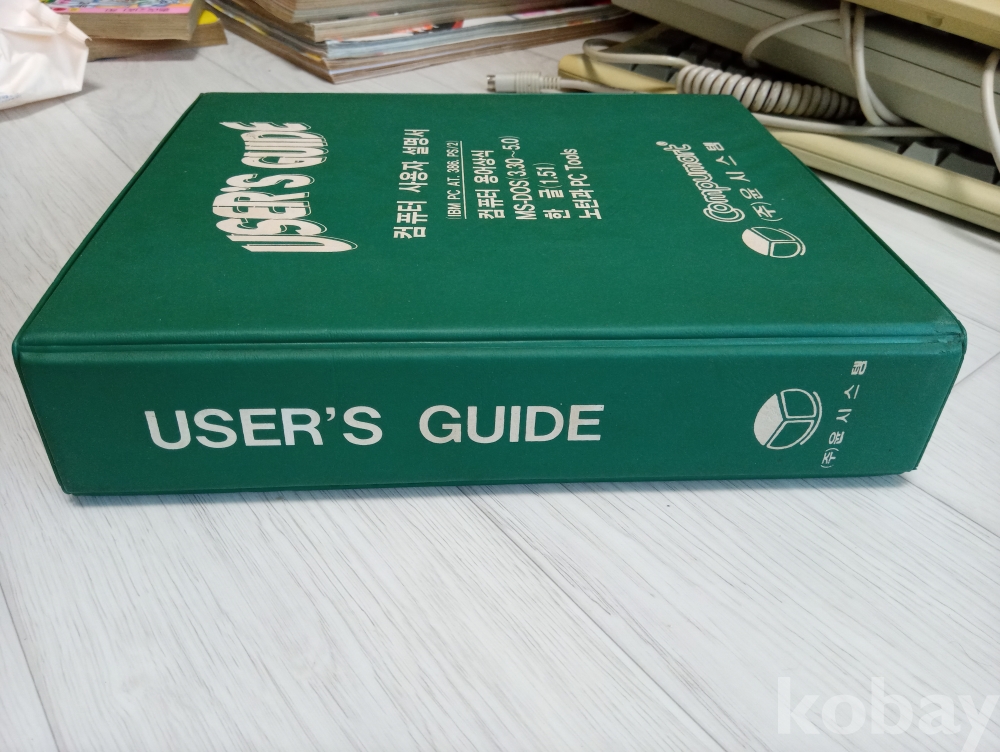 USER'S GUIDE
컴퓨터 사용자 설명서
IBM PC AT. 386. PS/2
컴퓨터 용어상식
MS-DOS(3.30~5.0)
한 글(1.51)
노턴과 PC Tools
Compumate
(주)윤시스템
USER'S GUIDE
(주)윤시스템
kobay